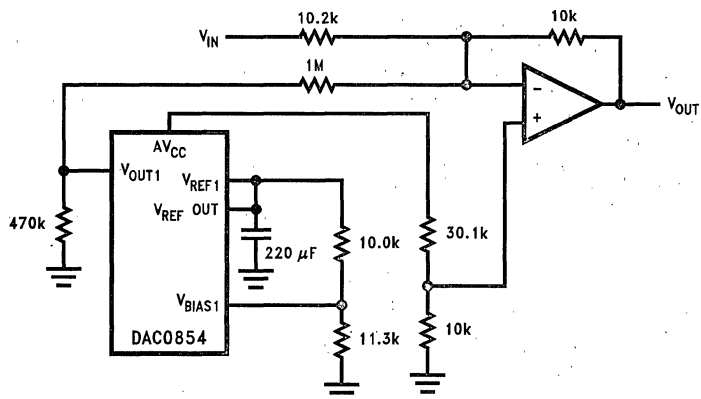 10.2k
10k
VIN
1M
AVCC
VOUT
VOUT1
VREF1
VREF OUT
470k
220 μF
10.0k
30.1k
VBIAS1
11.3k
10k
DAC0854
-
+